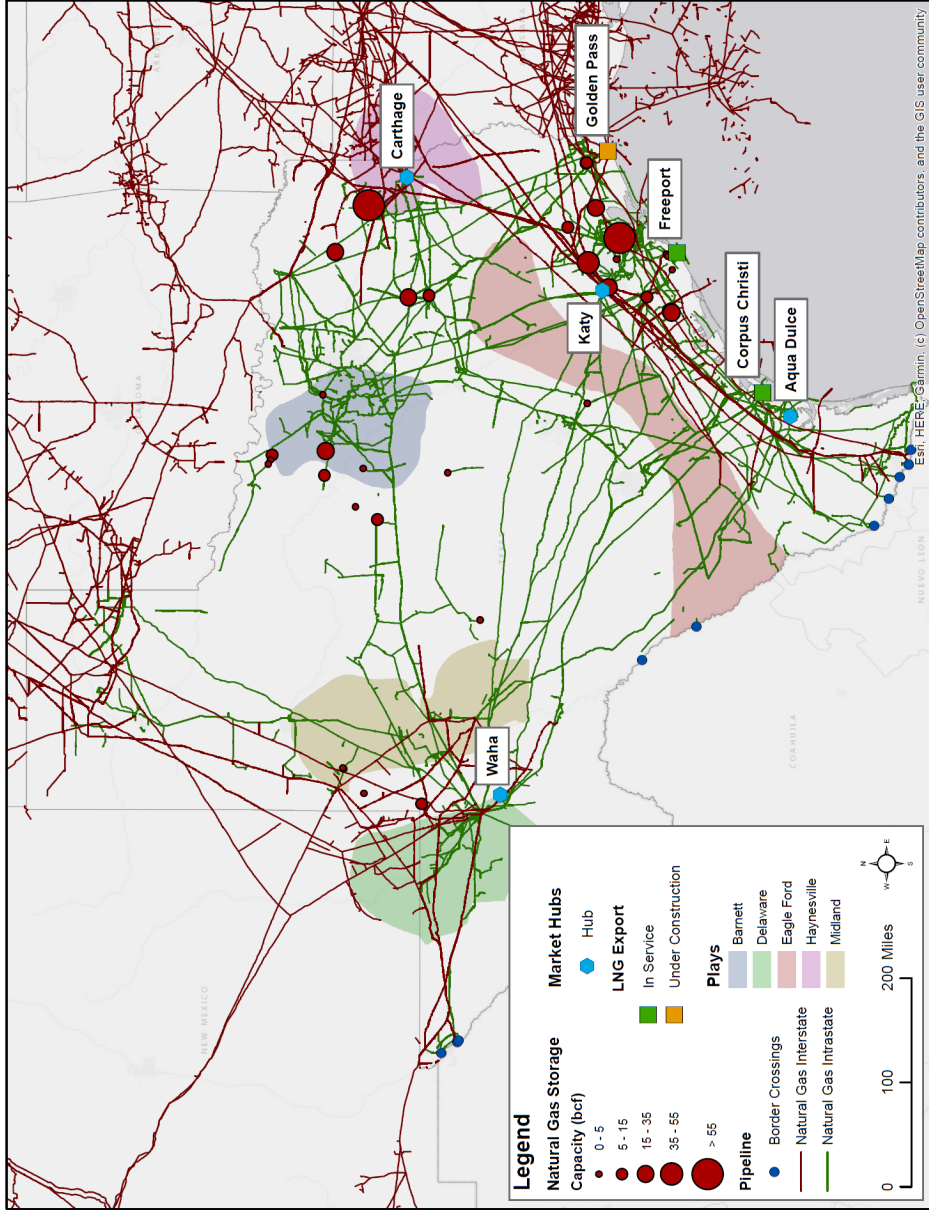 ARKANSAS
OKLAHOMA
NEW MEXICO
TEXAS
COAHUILA
NUEVO LEON
Carthage
Golden Pass
Freeport
Katy
Corpus Christi
Aqua Dulce
Waha
Legend
Natural Gas Storage
Capacity (bcf)
0 - 5
5 - 15
15 - 35
35 - 55
> 55
Pipeline
Border Crossings
Natural Gas Interstate
Natural Gas Intrastate
Market Hubs
Hub
LNG Export
In Service
Under Construction
Plays
Barnett
Delaware
Eagle Ford
Haynesville
Midland
0 100 200 Miles
N
W E
S
Esri, HERE, Garmin, (c) OpenStreetMap contributors, and the GIS user community